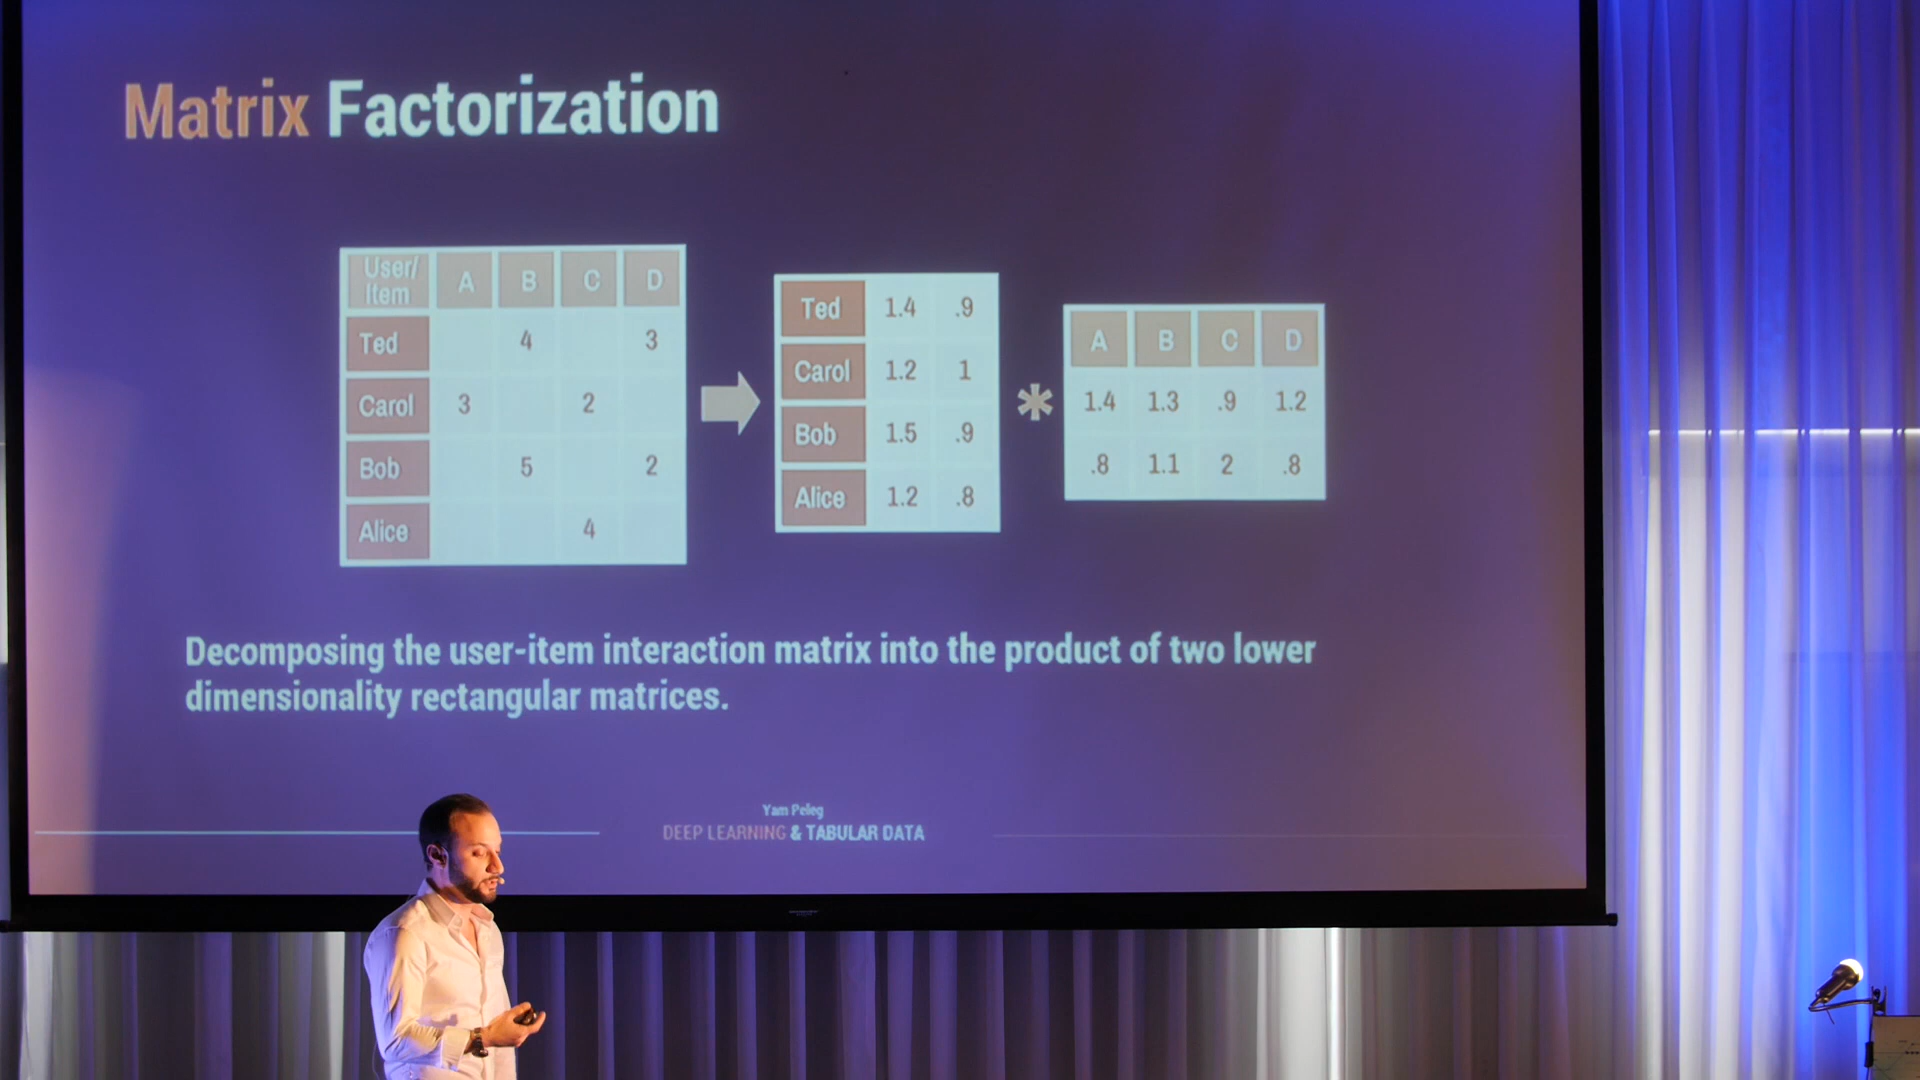 Matrix Factorization
User/
Item A B C D
Ted 4 3
Carol 3 2
Bob 5 2
Alice 4
Ted 1.4 .9
Carol 1.2 1
Bob 1.5 .9
Alice 1.2 .8
*
A B C D
1.4 1.3 .9 1.2
.8 1.1 2 .8
Decomposing the user-item interaction matrix into the product of two lower
dimensionality rectangular matrices.
Yam Peleg
DEEP LEARNING & TABULAR DATA